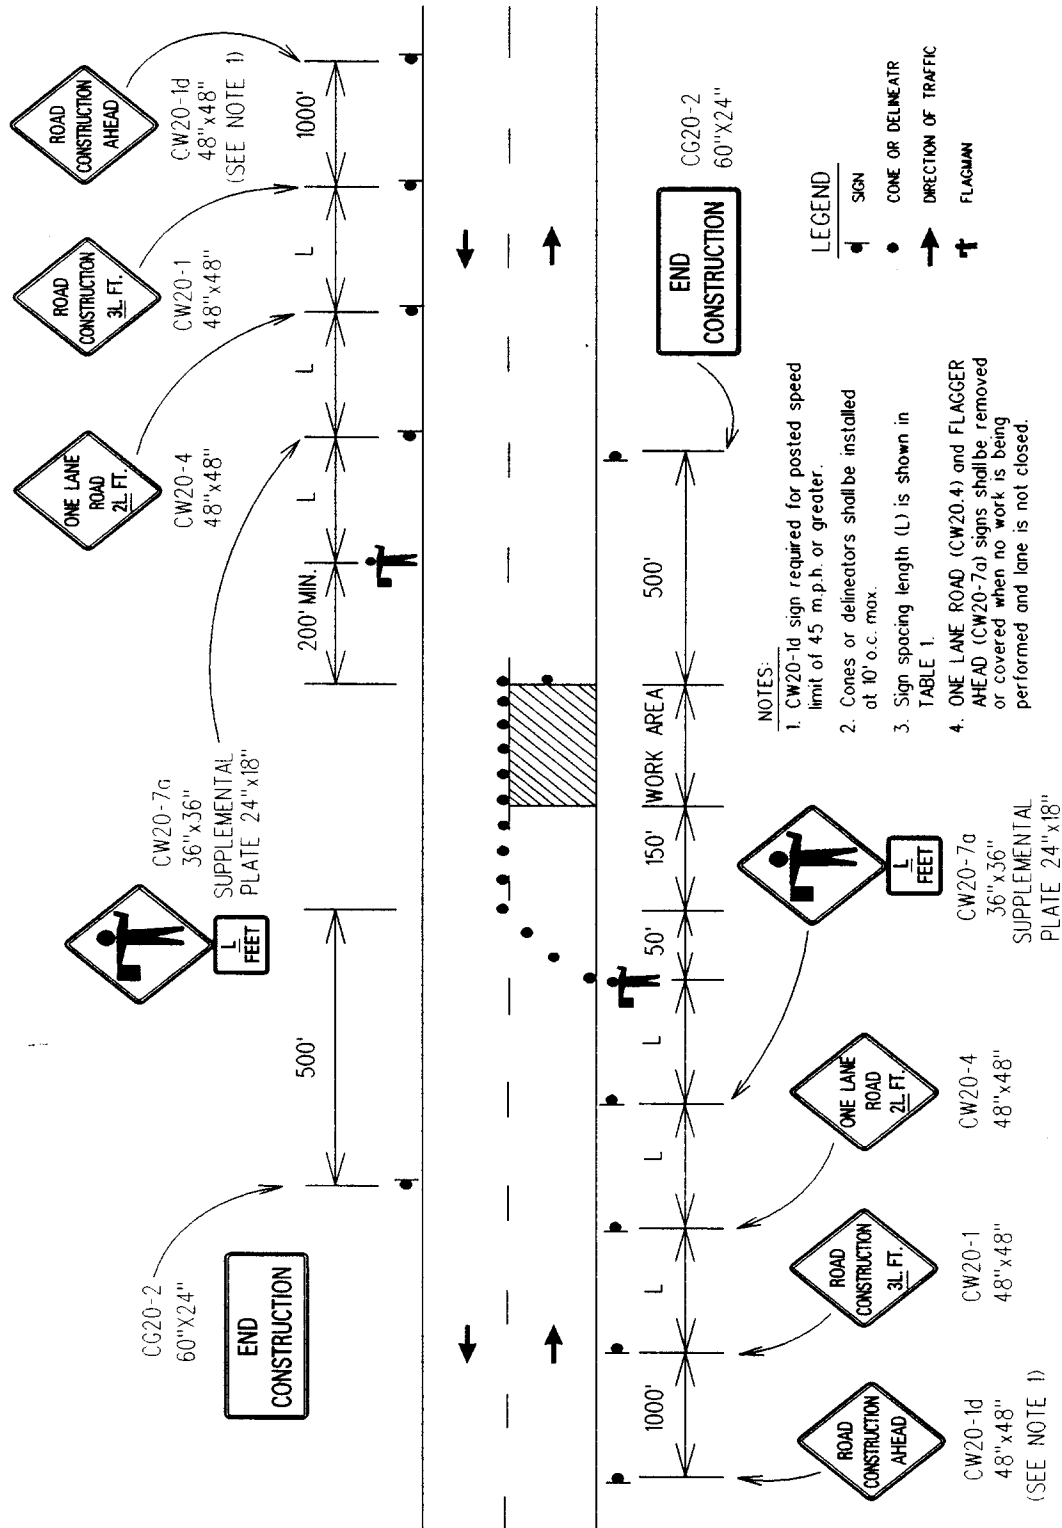 CG20-2
60"X24"
END
CONSTRUCTION
500'
L
FEET
CW20-7a
36"x36"
SUPPLEMENTAL
PLATE 24"x18"
200' MIN.
L
L
L
1000'
ONE LANE
ROAD
2L FT.
CW20-4
48"x48"
ROAD
CONSTRUCTION
3L FT.
CW20-1
48"x48"
ROAD
CONSTRUCTION
AHEAD
CW20-1d
48"x48"
(SEE NOTE 1)
1000'
L
L
L
50'
150'
WORK AREA
500'
ROAD
CONSTRUCTION
AHEAD
CW20-1d
48"x48"
(SEE NOTE 1)
ROAD
CONSTRUCTION
3L FT.
CW20-1
48"x48"
ONE LANE
ROAD
2L FT.
CW20-4
48"x48"
L
FEET
CW20-7a
36"x36"
SUPPLEMENTAL
PLATE 24"x18"
END
CONSTRUCTION
CG20-2
60"X24"
NOTES:
1. CW20-1d sign required for posted speed
limit of 45 m.p.h. or greater.
2. Cones or delineators shall be installed
at 10' o.c. max.
3. Sign spacing length (L) is shown in
TABLE 1.
4. ONE LANE ROAD (CW20.4) and FLAGGER
AHEAD (CW20-7a) signs shall be removed
or covered when no work is being
performed and lane is not closed.
LEGEND
SIGN
CONE OR DELINEATR
DIRECTION OF TRAFFIC
FLAGMAN